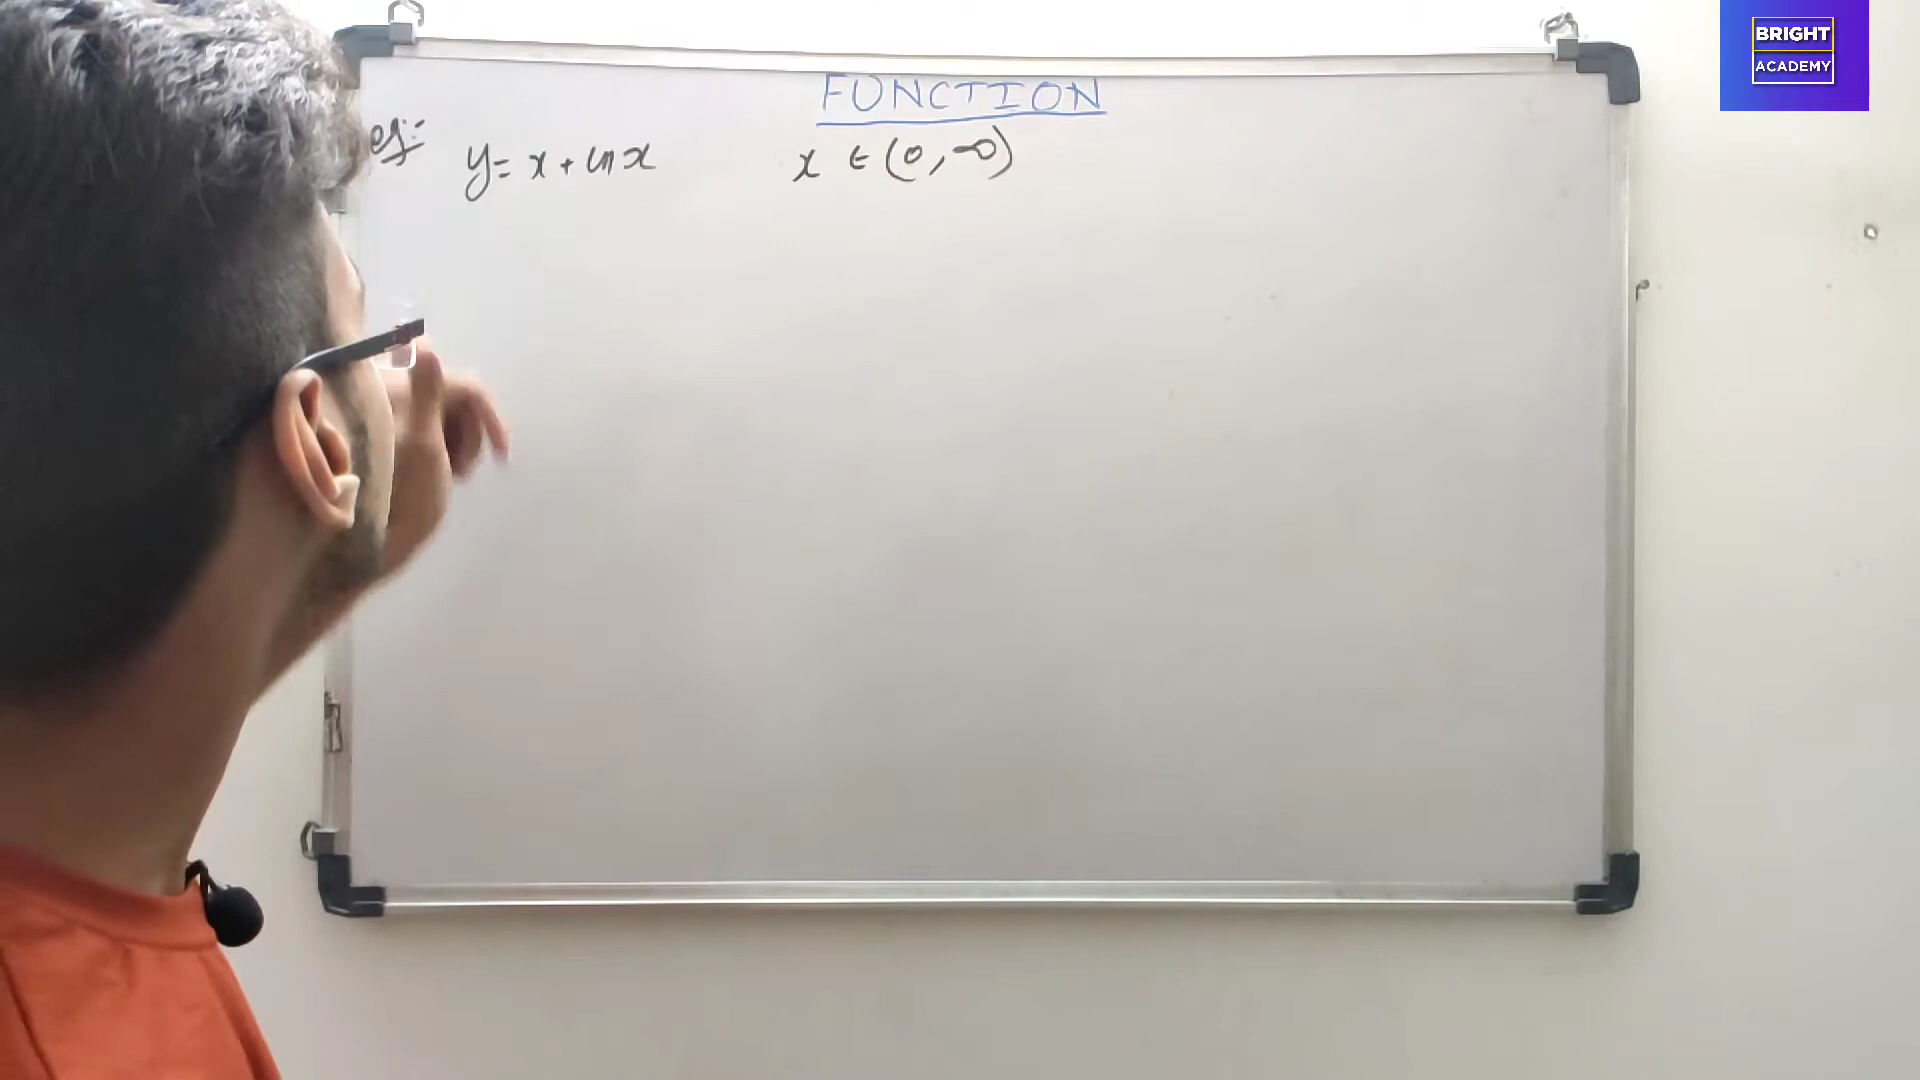 BRIGHT
ACADEMY
FUNCTION
eg:-
y = x + ln x x ∈ (0, ∞)